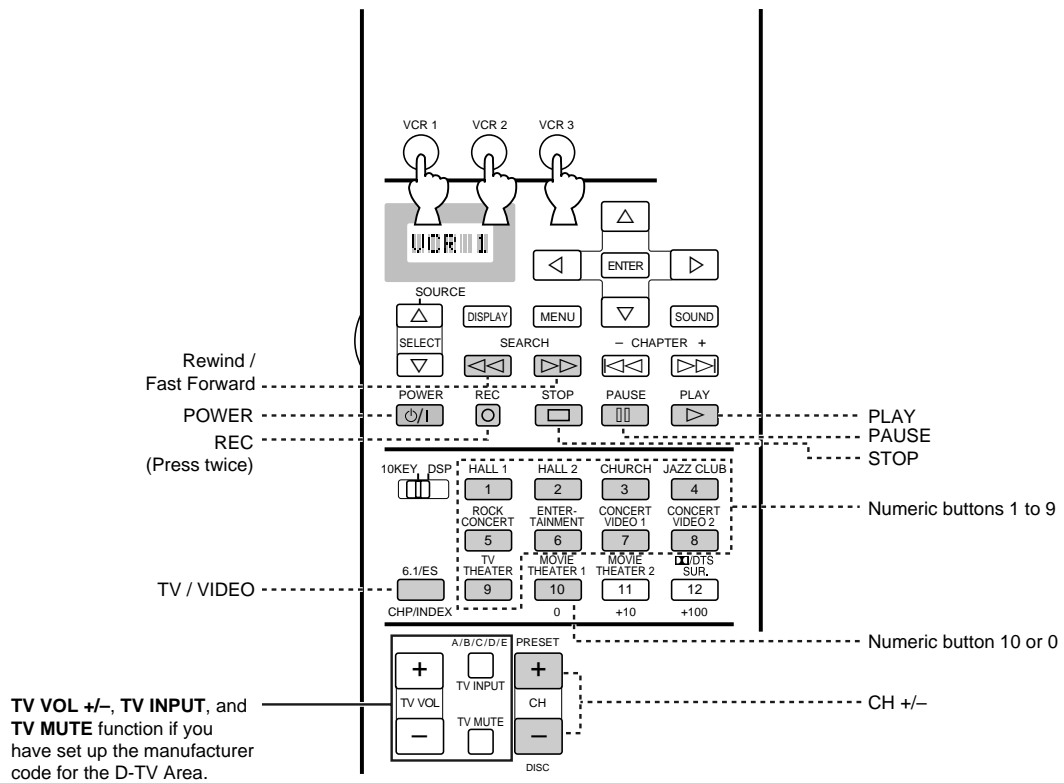 VCR 1 VCR 2 VCR 3
VCR 1
ENTER
SOURCE
DISPLAY MENU SOUND
SELECT SEARCH – CHAPTER +
Rewind /
Fast Forward
POWER REC STOP PAUSE PLAY
POWER
PLAY
REC
(Press twice)
PAUSE
STOP
10KEY DSP HALL 1 HALL 2 CHURCH JAZZ CLUB
1 2 3 4
Numeric buttons 1 to 9
ROCK CONCERT ENTER-TAINMENT CONCERT VIDEO 1 CONCERT VIDEO 2
5 6 7 8
TV THEATER MOVIE THEATER 1 MOVIE THEATER 2 /DTS SUR.
6.1/ES 9 10 11 12
TV / VIDEO
CHP/INDEX 0 +10 +100
Numeric button 10 or 0
A/B/C/D/E PRESET
+ TV INPUT +
TV VOL CH
CH +/–
– TV MUTE –
DISC
TV VOL +/–, TV INPUT, and
TV MUTE function if you
have set up the manufacturer
code for the D-TV Area.